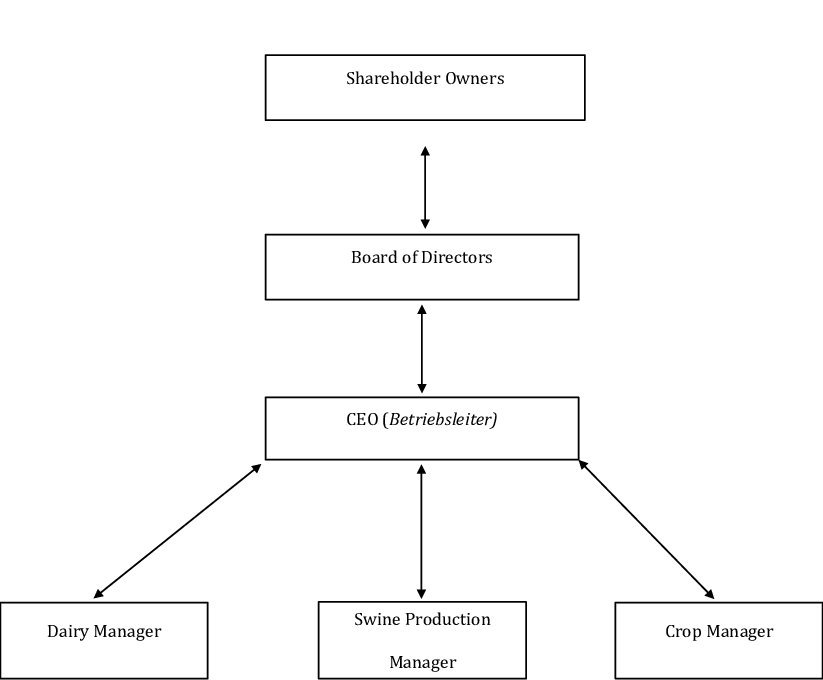 Shareholder Owners
Board of Directors
CEO (Betriebsleiter)
Dairy Manager
Swine Production
Manager
Crop Manager